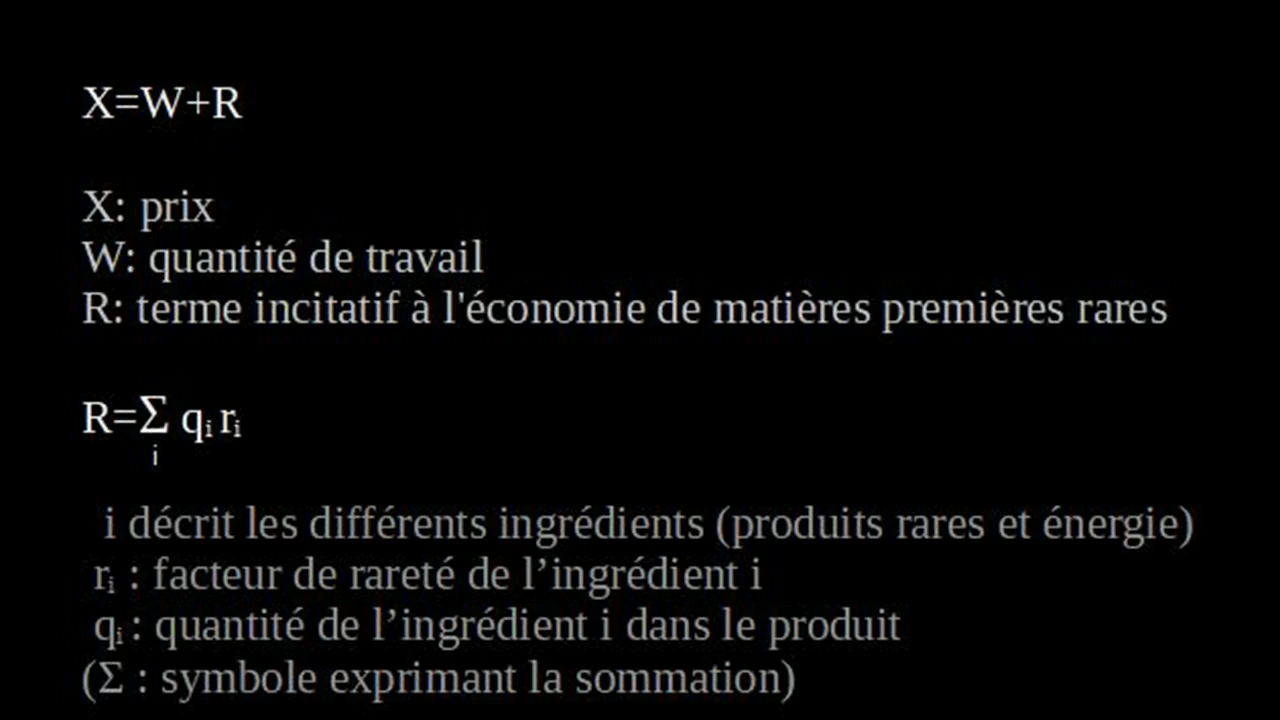 X=W+R
X: prix
W: quantité de travail
R: terme incitatif à l'économie de matières premières rares
R=Σ qᵢ rᵢ
i
i décrit les différents ingrédients (produits rares et énergie)
rᵢ : facteur de rareté de l’ingrédient i
qᵢ : quantité de l’ingrédient i dans le produit
(Σ : symbole exprimant la sommation)